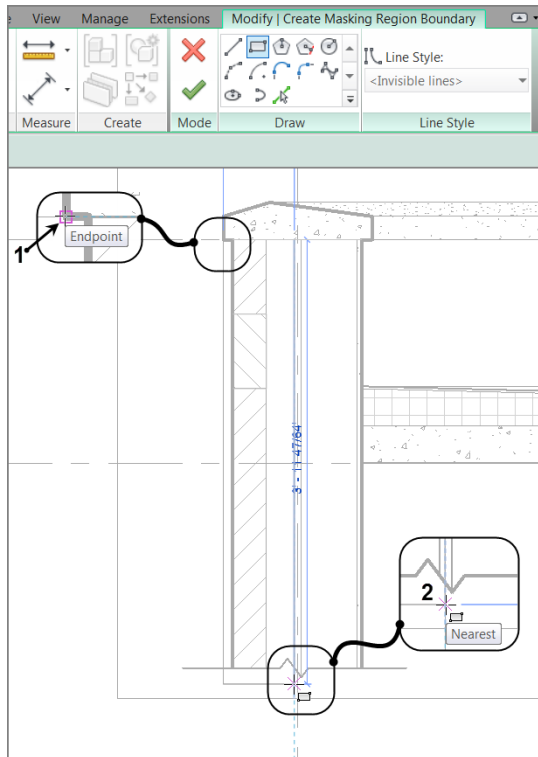 View Manage Extensions Modify | Create Masking Region Boundary
Line Style:
<Invisible lines>
Measure Create Mode Draw Line Style
Endpoint
1
3' - 11 47/64"
2
Nearest